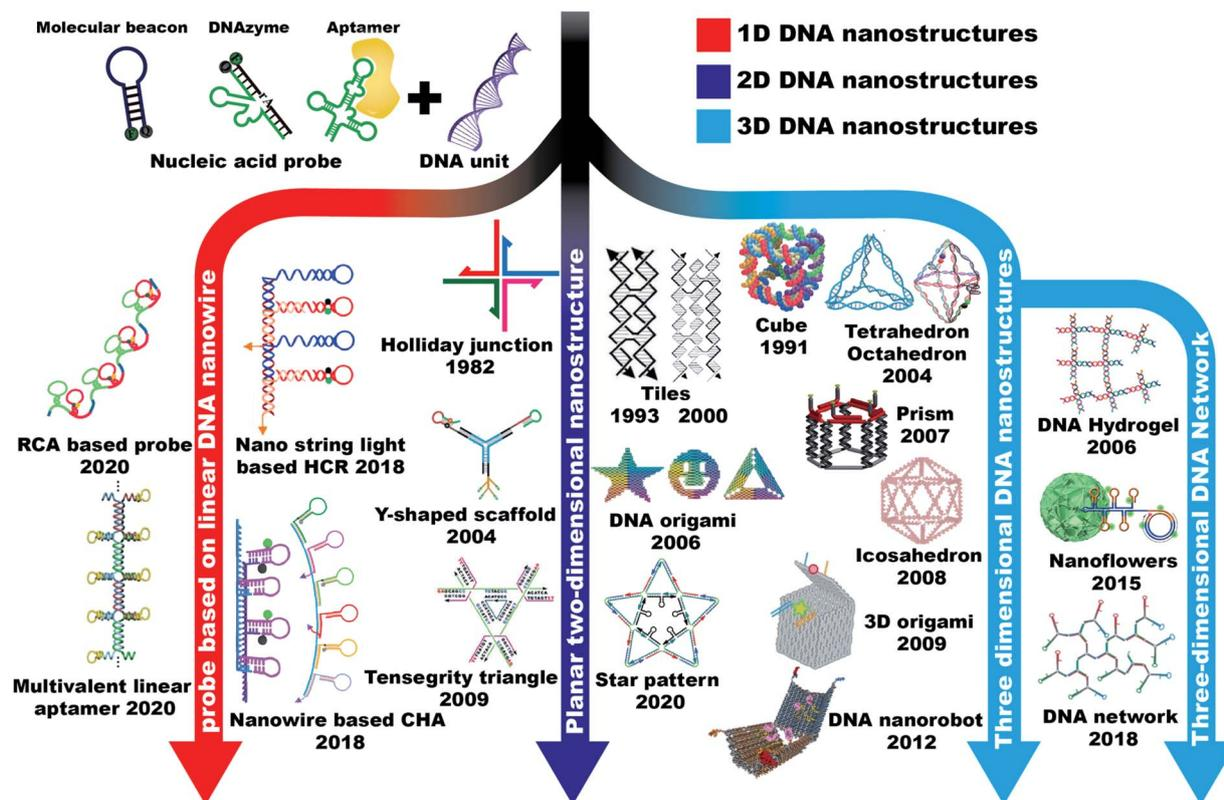 Molecular beacon
DNAzyme
Aptamer
Nucleic acid probe
DNA unit
1D DNA nanostructures
2D DNA nanostructures
3D DNA nanostructures
probe based on linear DNA nanowire
RCA based probe
2020
Nano string light
based HCR 2018
Multivalent linear
aptamer 2020
Nanowire based CHA
2018
Planar two-dimensional nanostructure
Holliday junction
1982
Y-shaped scaffold
2004
Tensegrity triangle
2009
Tiles
1993 2000
DNA origami
2006
Star pattern
2020
Three dimensional DNA nanostructures
Cube
1991
Tetrahedron
Octahedron
2004
Prism
2007
Icosahedron
2008
3D origami
2009
DNA nanorobot
2012
Three-dimensional DNA Network
DNA Hydrogel
2006
Nanoflowers
2015
DNA network
2018